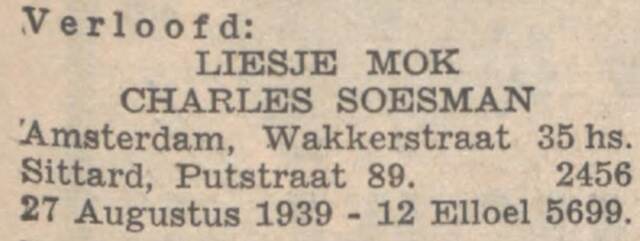 Verloofd:
LIESJE MOK
CHARLES SOESMAN
Amsterdam, Wakkerstraat 35 hs.
Sittard, Putstraat 89. 2456
27 Augustus 1939 - 12 Elloel 5699.